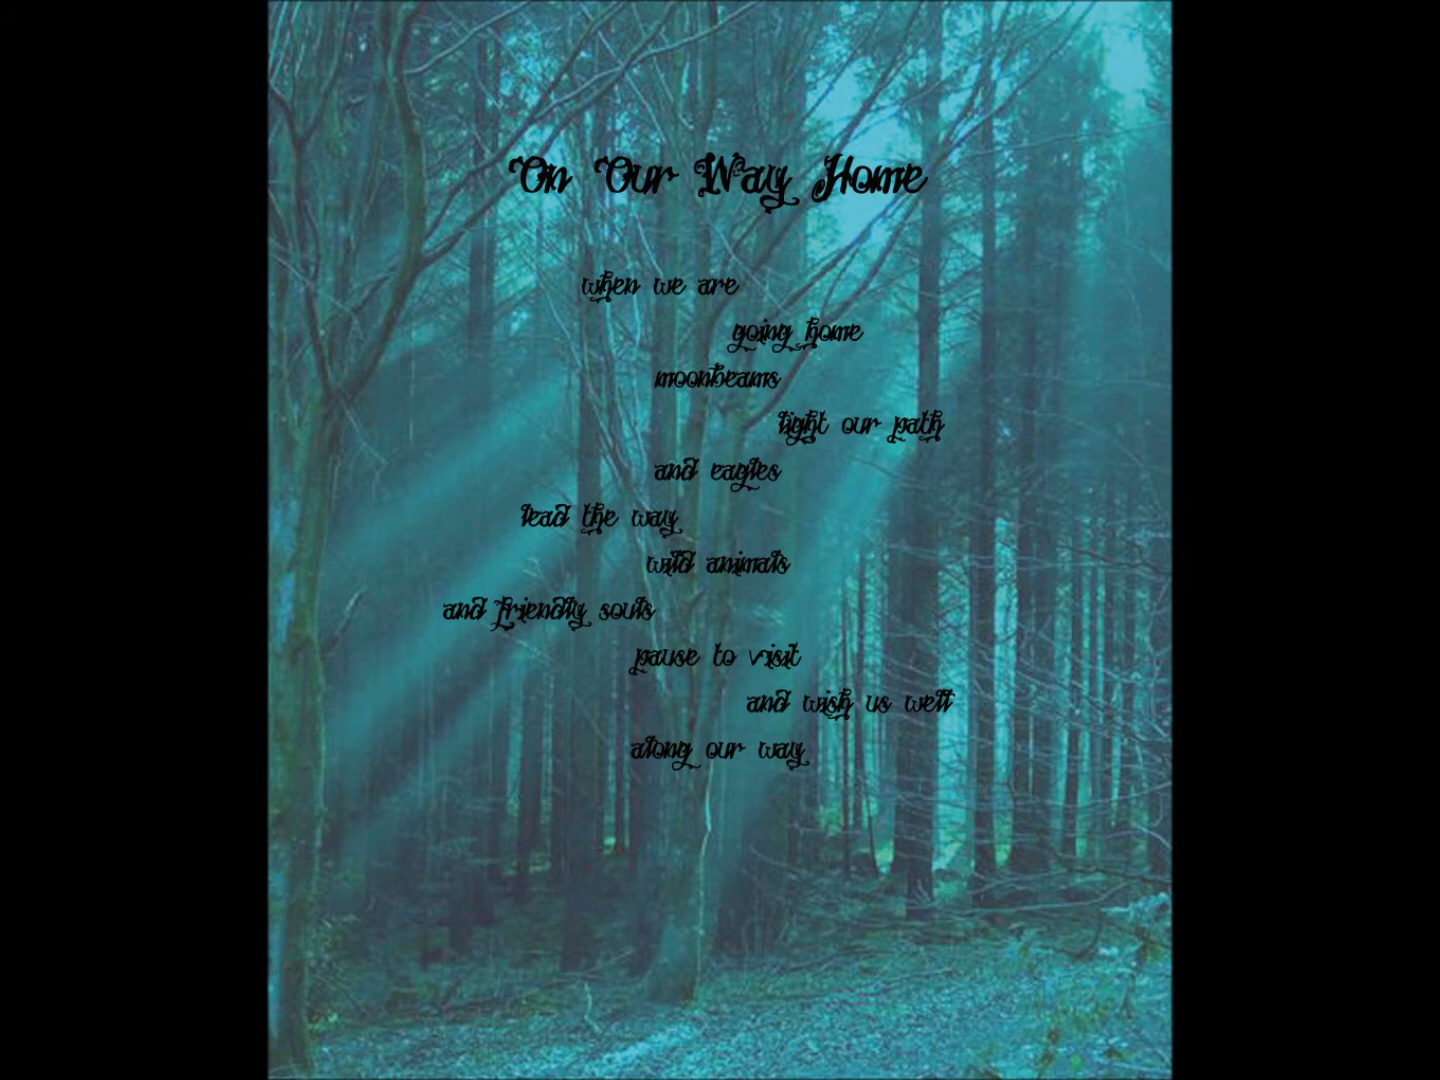 On Our Way Home
when we are
going home
moonbeams
light our path
and eagles
lead the way
wild animals
and friendly souls
pause to visit
and wish us well
along our way